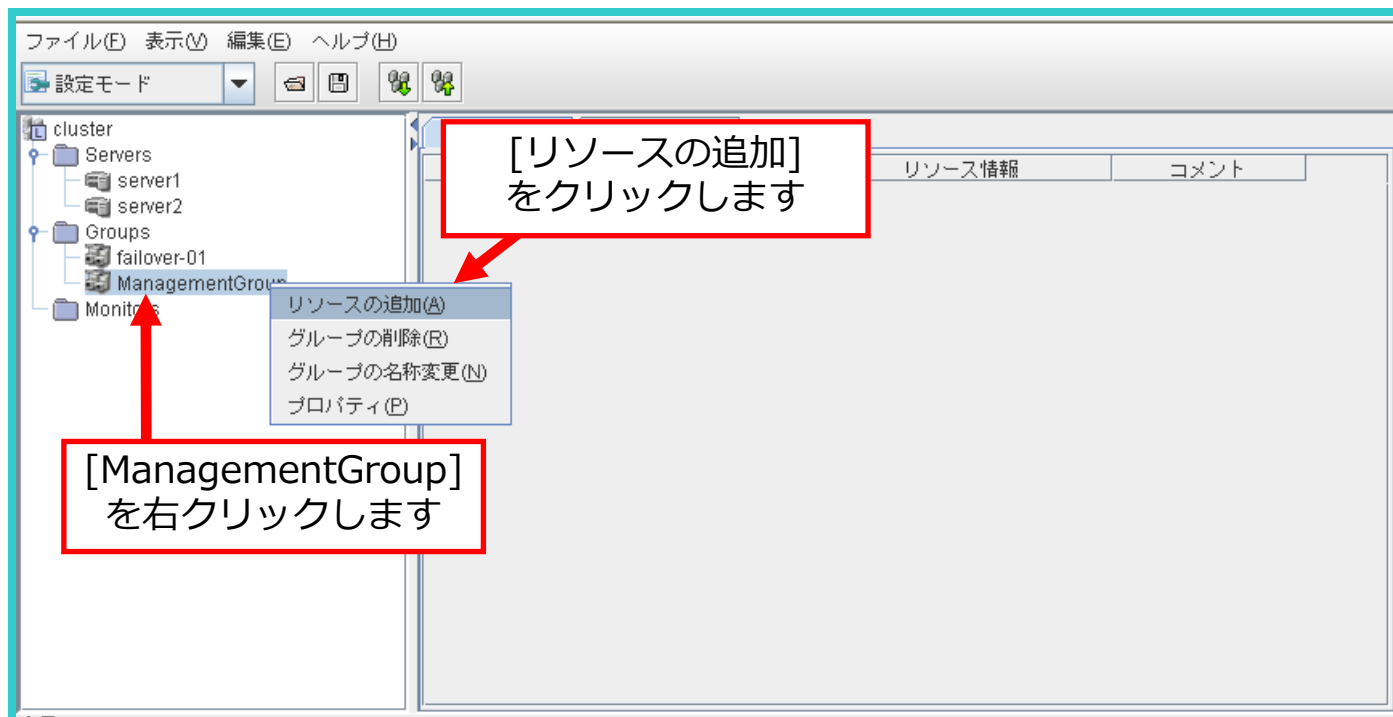 ファイル(F) 表示(V) 編集(E) ヘルプ(H)
設定モード
cluster
Servers
server1
server2
Groups
failover-01
ManagementGroup
Monitors
[リソースの追加]
をクリックします
リソース情報 コメント
リソースの追加(A)
グループの削除(R)
グループの名称変更(N)
プロパティ(P)
[ManagementGroup]
を右クリックします